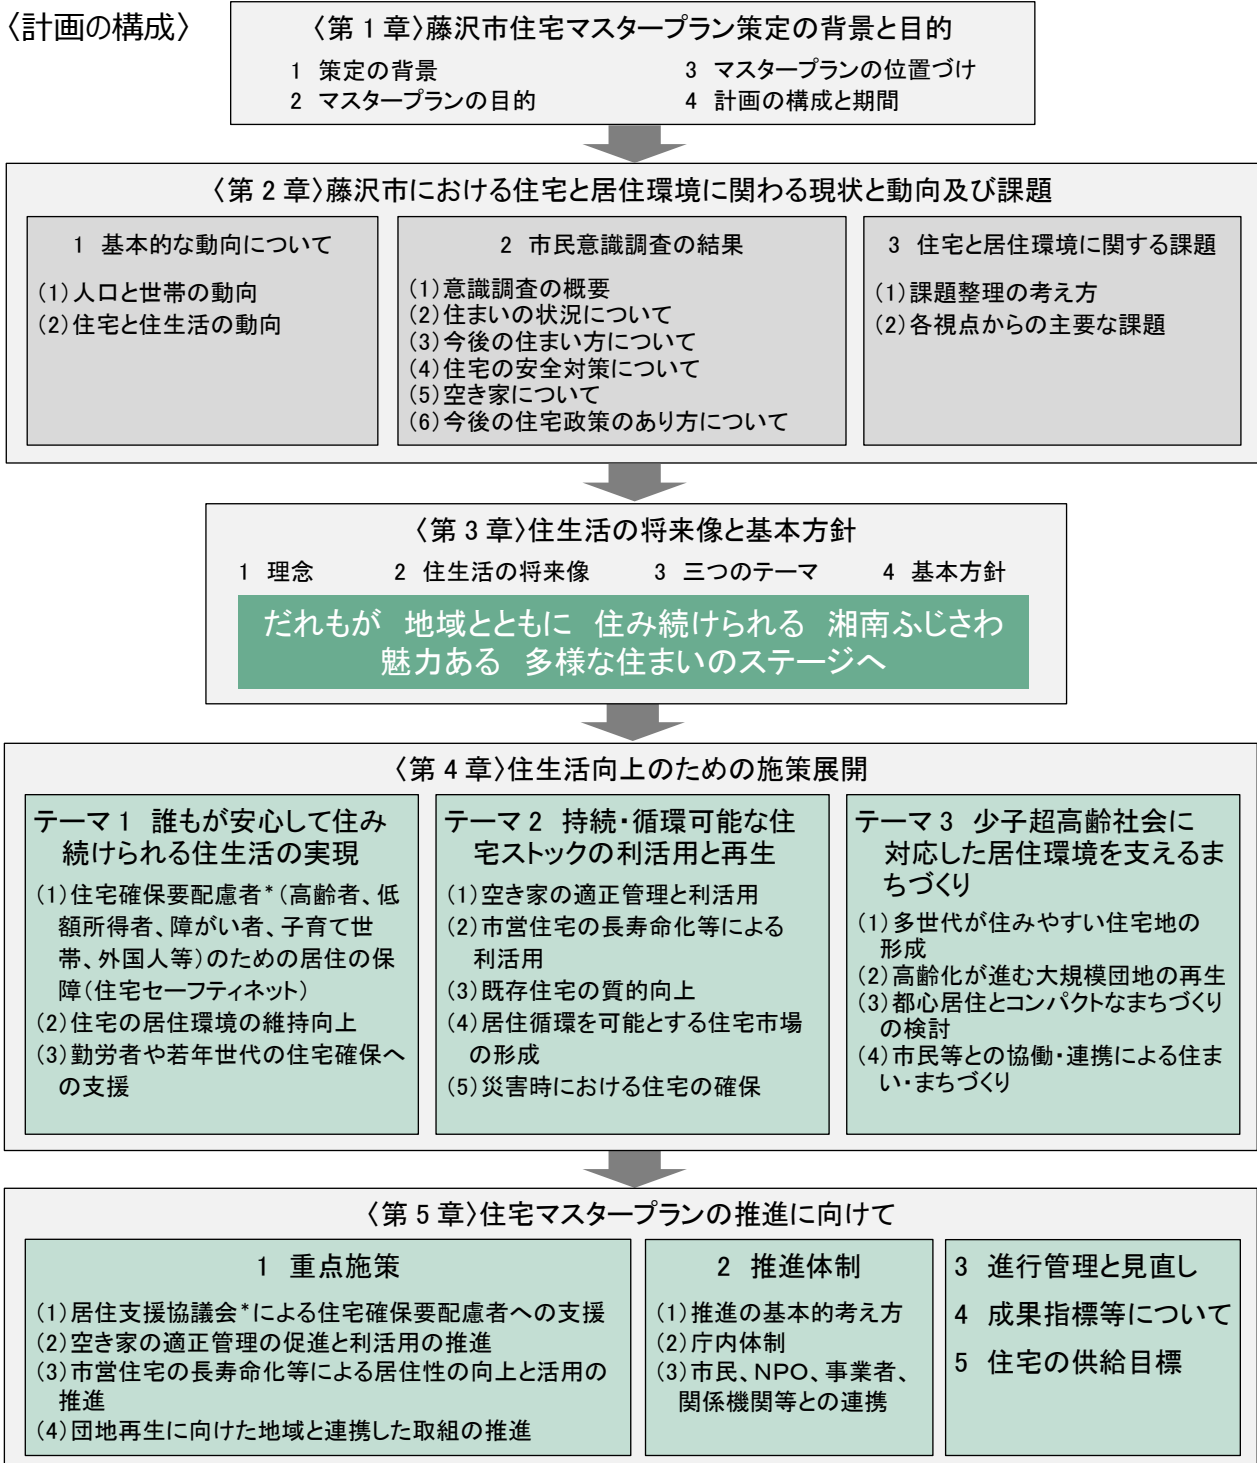 〈計画の構成〉
〈第１章〉藤沢市住宅マスタープラン策定の背景と目的
1 策定の背景
2 マスタープランの目的
3 マスタープランの位置づけ
4 計画の構成と期間
〈第２章〉藤沢市における住宅と居住環境に関わる現状と動向及び課題
1 基本的な動向について
(1)人口と世帯の動向
(2)住宅と住生活の動向
2 市民意識調査の結果
(1)意識調査の概要
(2)住まいの状況について
(3)今後の住まい方について
(4)住宅の安全対策について
(5)空き家について
(6)今後の住宅政策のあり方について
3 住宅と居住環境に関する課題
(1)課題整理の考え方
(2)各視点からの主要な課題
〈第３章〉住生活の将来像と基本方針
1 理念 2 住生活の将来像 3 三つのテーマ 4 基本方針
だれもが 地域とともに 住み続けられる 湘南ふじさわ
魅力ある 多様な住まいのステージへ
〈第４章〉住生活向上のための施策展開
テーマ１ 誰もが安心して住み
続けられる住生活の実現
(1)住宅確保要配慮者*(高齢者、低
額所得者、障がい者、子育て世
帯、外国人等)のための居住の保
障(住宅セーフティネット)
(2)住宅の居住環境の維持向上
(3)勤労者や若年世代の住宅確保へ
の支援
テーマ２ 持続・循環可能な住
宅ストックの利活用と再生
(1)空き家の適正管理と利活用
(2)市営住宅の長寿命化等による
利活用
(3)既存住宅の質的向上
(4)居住循環を可能とする住宅市場
の形成
(5)災害時における住宅の確保
テーマ３ 少子超高齢社会に
対応した居住環境を支えるま
ちづくり
(1)多世代が住みやすい住宅地の
形成
(2)高齢化が進む大規模団地の再生
(3)都心居住とコンパクトなまちづくり
の検討
(4)市民等との協働・連携による住ま
い・まちづくり
〈第５章〉住宅マスタープランの推進に向けて
1 重点施策
(1)居住支援協議会*による住宅確保要配慮者への支援
(2)空き家の適正管理の促進と利活用の推進
(3)市営住宅の長寿命化等による居住性の向上と活用の
推進
(4)団地再生に向けた地域と連携した取組の推進
2 推進体制
(1)推進の基本的考え方
(2)庁内体制
(3)市民、NPO、事業者、
関係機関等との連携
3 進行管理と見直し
4 成果指標等について
5 住宅の供給目標